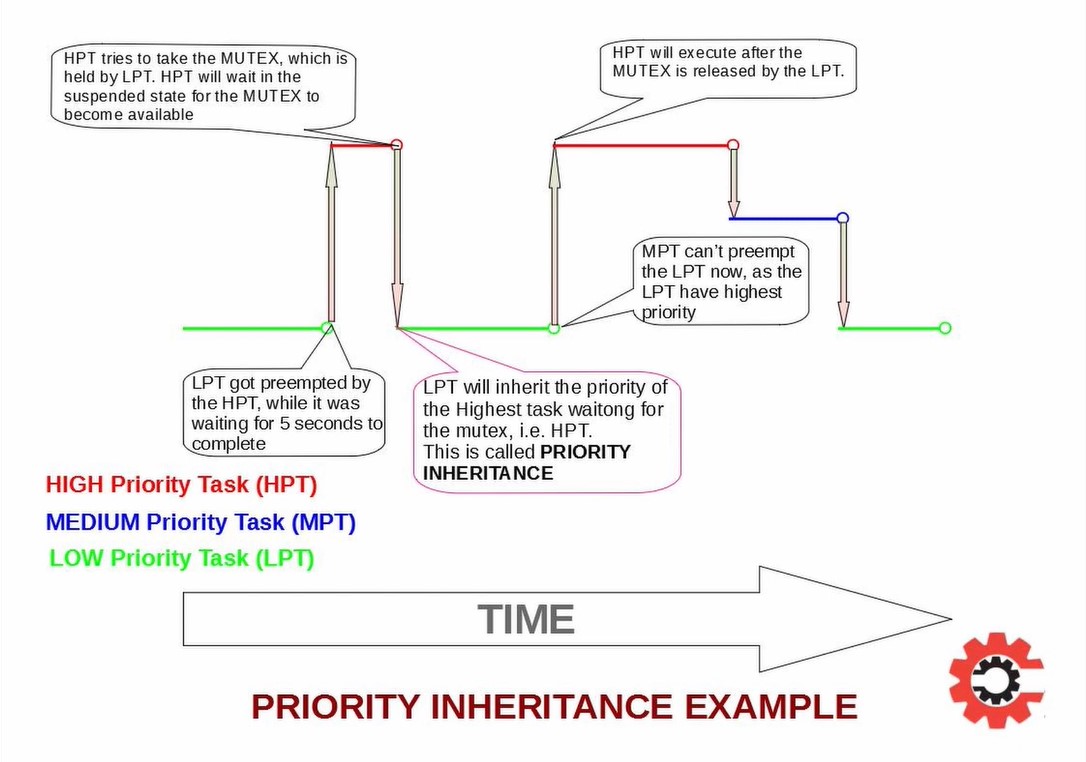 HPT tries to take the MUTEX, which is
held by LPT. HPT will wait in the
suspended state for the MUTEX to
become available
HPT will execute after the
MUTEX is released by the LPT.
MPT can't preempt
the LPT now, as the
LPT have highest
priority
LPT got preempted by
the HPT, while it was
waiting for 5 seconds to
complete
LPT will inherit the priority of
the Highest task waitong for
the mutex, i.e. HPT.
This is called PRIORITY
INHERITANCE
HIGH Priority Task (HPT)
MEDIUM Priority Task (MPT)
LOW Priority Task (LPT)
TIME
PRIORITY INHERITANCE EXAMPLE